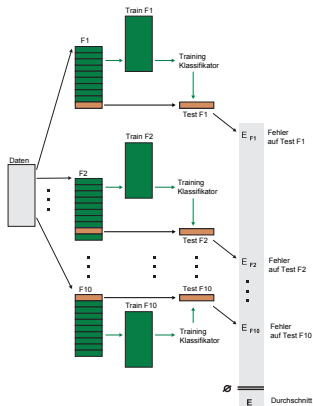 Train F1
F1
Training
Klassifikator
Test F1
E F1
Fehler
auf Test F1
Daten
Train F2
F2
Training
Klassifikator
Test F2
E F2
Fehler
auf Test F2
F10
Test F10
Train F10
Training
Klassifikator
E F10
Fehler
auf Test F10
Ø
E
Durchschnitt